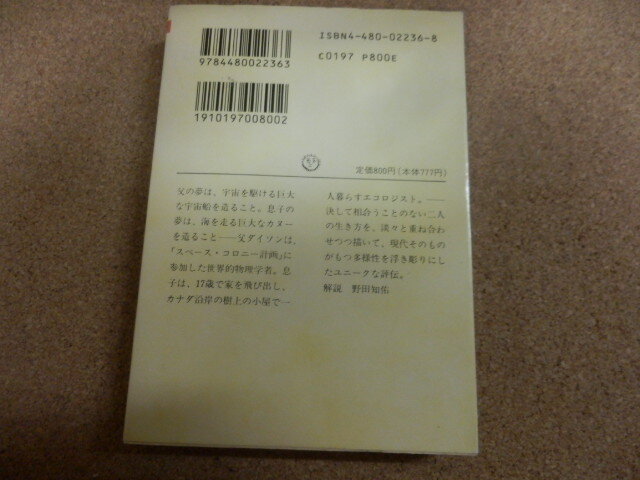 ISBN4-480-02236-8
C0197 P800E
9784480022363
1910197008002
定価800円(本体777円)
父の夢は、宇宙を駆ける巨大
な宇宙船を造ること。息子の
夢は、海を走る巨大なカヌー
を造ること——父ダイソンは、
「スペース・コロニー計画」に
参加した世界的物理学者。息
子は、17歳で家を飛び出し、
カナダ沿岸の樹上の小屋で一
人暮らすエコロジスト。——
決して相合うことのない二人
の生き方を、淡々と重ね合わ
せつつ描いて、現代そのもの
がもつ多様性を浮き彫りにし
たユニークな評伝。
解説 野田知佑